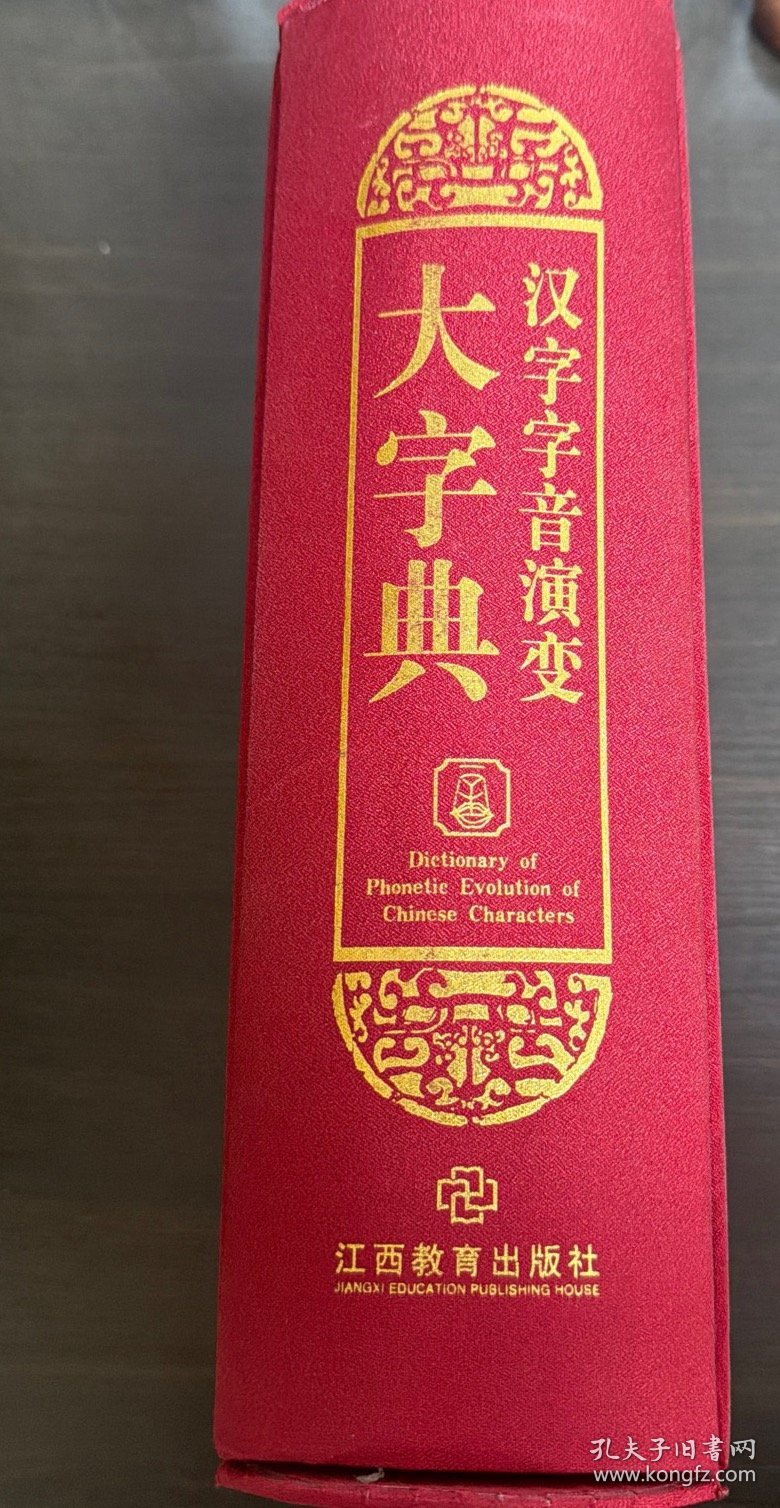 汉字字音演变
大字典
Dictionary of
Phonetic Evolution of
Chinese Characters
江西教育出版社
JIANGXI EDUCATION PUBLISHING HOUSE
孔夫子旧书网
www.kongfz.com